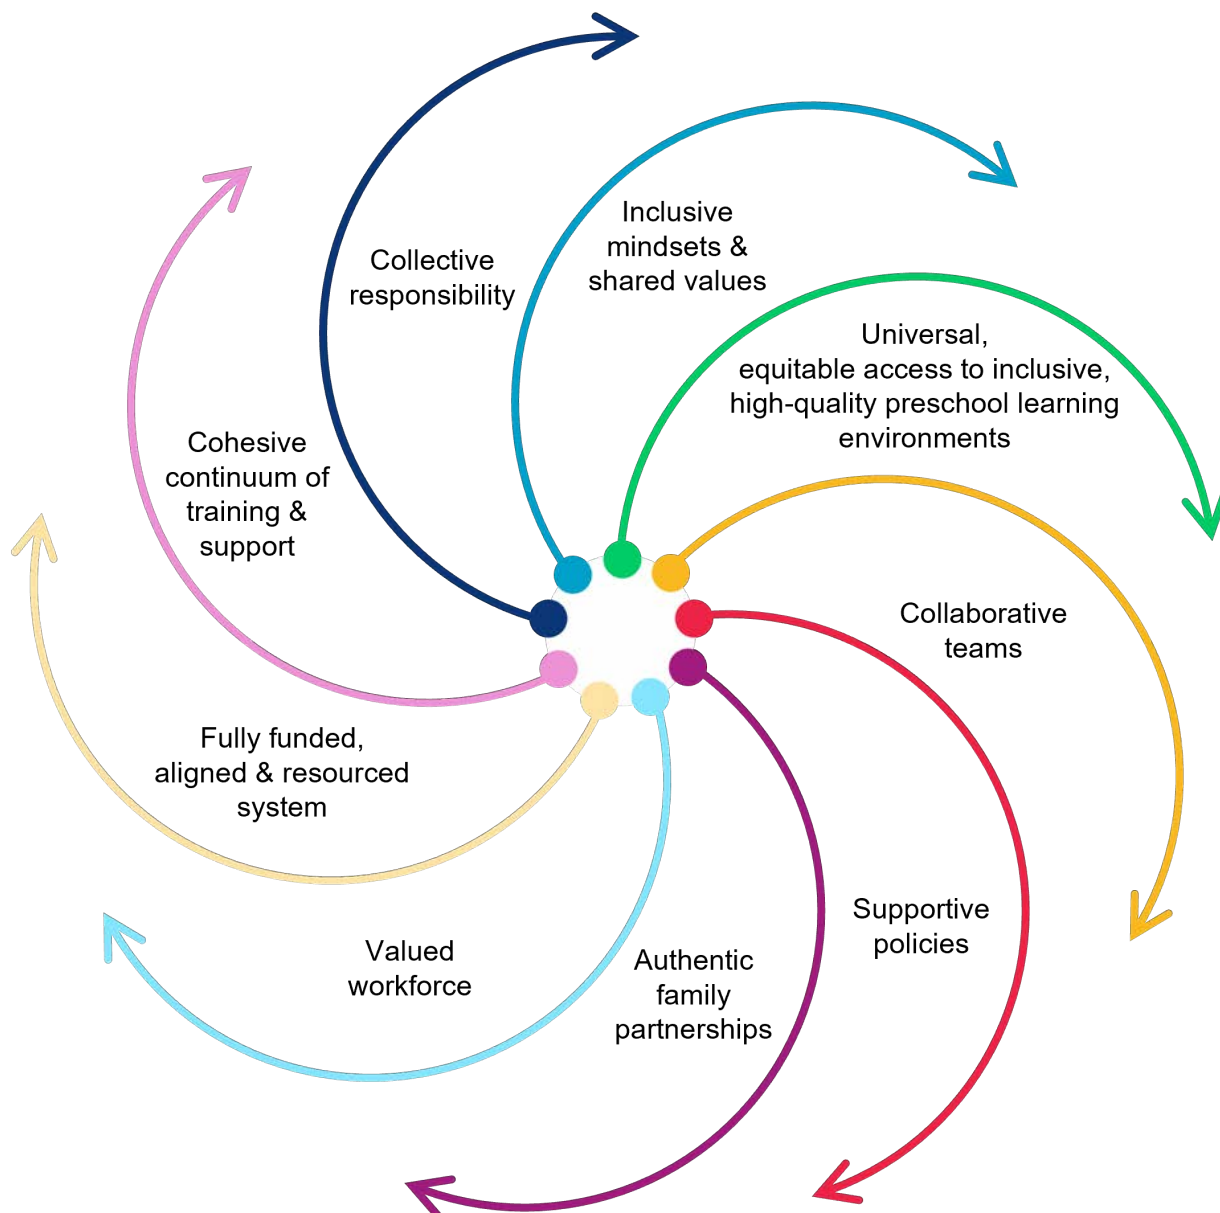 Inclusive
mindsets &
shared values
Collective
responsibility
Universal,
equitable access to inclusive,
high-quality preschool learning
environments
Cohesive
continuum of
training &
support
Collaborative
teams
Fully funded,
aligned & resourced
system
Supportive
policies
Valued
workforce
Authentic
family
partnerships